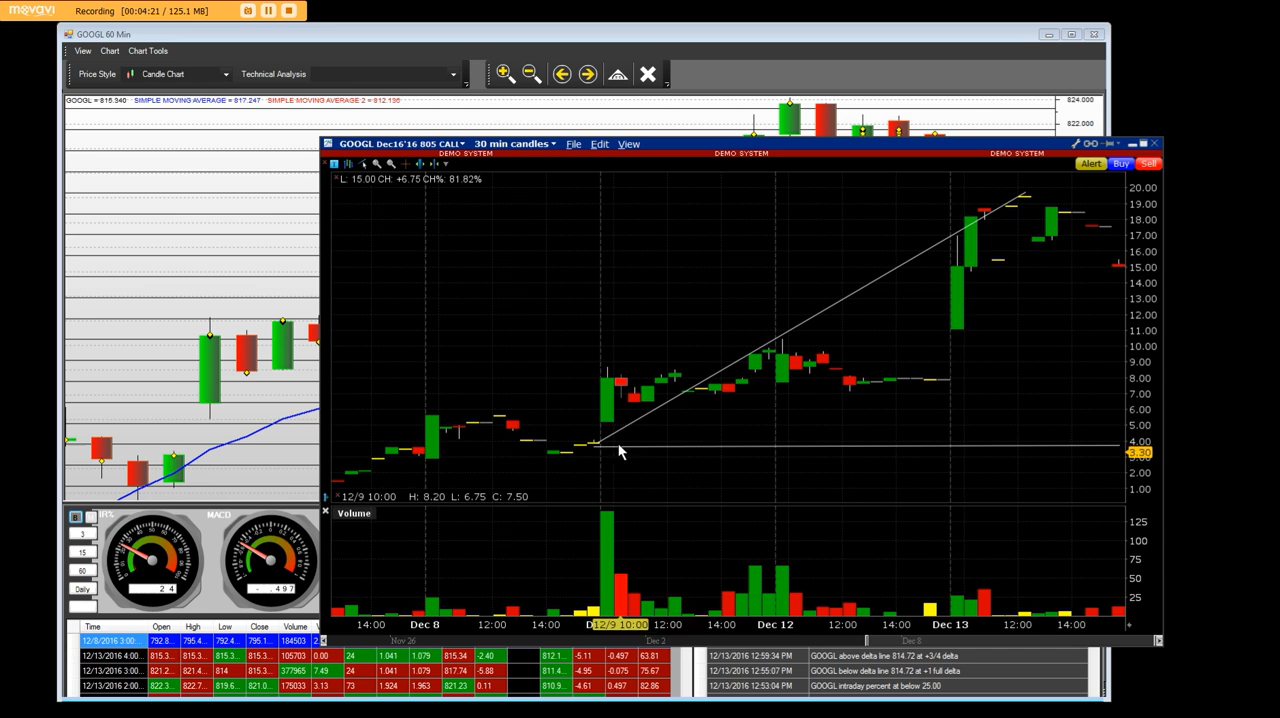 movavi Recording (00:04:21 / 125.1 MB)
GOOGL 60 Min
View Chart Chart Tools
Price Style Candle Chart Technical Analysis
GOOGL = 815.340 SIMPLE MOVING AVERAGE = 817.247 SIMPLE MOVING AVERAGE 2 = 812.136
824.000
822.000
GOOGL Dec16'16 805 CALL 30 min candles File Edit View
DEMO SYSTEM DEMO SYSTEM DEMO SYSTEM
Alert Buy Sell
L: 15.00 CH: +6.75 CH%: 81.82%
20.00
19.00
18.00
17.00
16.00
15.00
14.00
13.00
12.00
11.00
10.00
9.00
8.00
7.00
6.00
5.00
4.00
3.30
2.00
1.00
12/9 10:00 H: 8.20 L: 6.75 C: 7.50
Volume
125
100
75
50
25
14:00 Dec 8 12:00 14:00 12/9 10:00 12:00 14:00 Dec 12 12:00 14:00 Dec 13 12:00 14:00
Nov 26 Dec 2 Dec 8
IR% MACD
3
15
60
Daily
24 - .497
Time Open High Low Close Volume
12/8/2016 3:00:... 792.8... 795.4... 792.4... 795.1... 184503
12/13/2016 4:00... 815.3... 815.3... 815.3... 815.3... 105703 0.00 24 1.041 1.079 815.34 -2.40 812.1... -5.11 -0.497 63.81
12/13/2016 3:00... 821.2... 821.4... 814... 817.7... 377965 7.49 24 1.041 1.079 817.74 -5.88 811.4... -4.95 0.075 75.67
12/13/2016 2:00... 822.3... 822.3... 819.6... 821.0... 175033 3.13 73 1.924 1.963 821.23 0.11 810.9... -4.61 0.497 82.86
12/13/2016 12:59:34 PM GOOGL above delta line 814.72 at +3/4 delta
12/13/2016 12:55:07 PM GOOGL below delta line 814.72 at +1 full delta
12/13/2016 12:53:04 PM GOOGL intraday percent at below 25.00